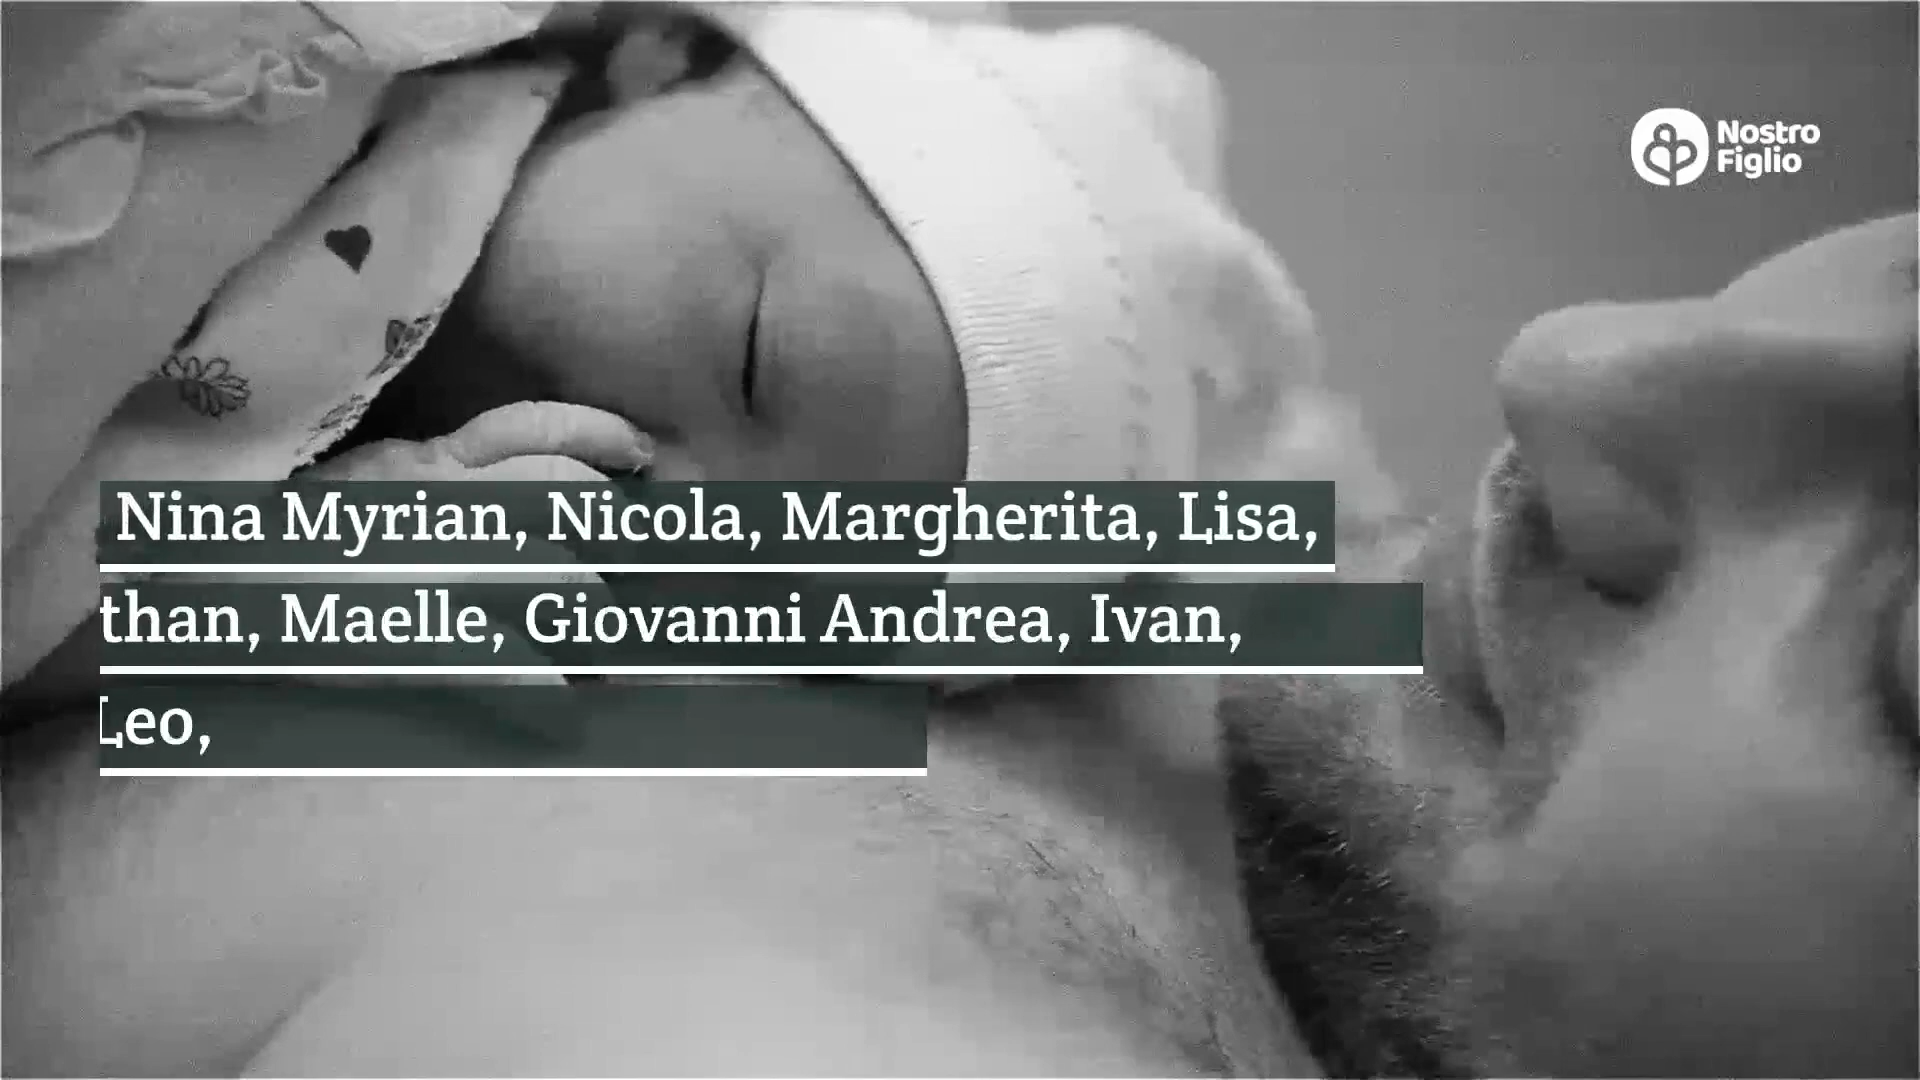 Nostro
Figlio
Nina Myrian, Nicola, Margherita, Lisa,
than, Maelle, Giovanni Andrea, Ivan,
Leo,